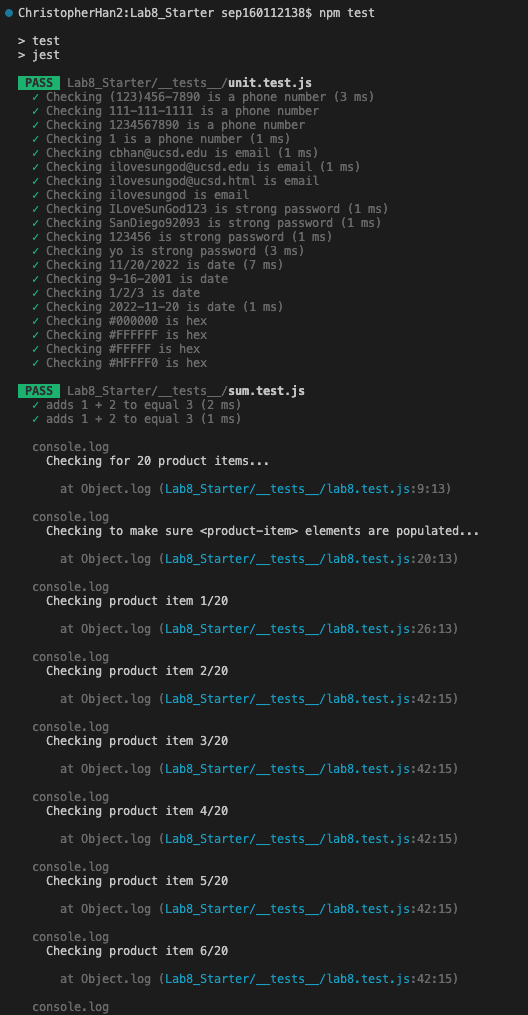 ChristopherHan2:Lab8_Starter sep160112138$ npm test
> test
> jest
PASS Lab8_Starter/__tests__/unit.test.js
✓ Checking (123)456-7890 is a phone number (3 ms)
✓ Checking 111-111-1111 is a phone number
✓ Checking 1234567890 is a phone number
✓ Checking 1 is a phone number (1 ms)
✓ Checking cbhan@ucsd.edu is email (1 ms)
✓ Checking ilovesungod@ucsd.edu is email (1 ms)
✓ Checking ilovesungod@ucsd.html is email
✓ Checking ilovesungod is email
✓ Checking ILoveSunGod123 is strong password (1 ms)
✓ Checking SanDiego92093 is strong password (1 ms)
✓ Checking 123456 is strong password (1 ms)
✓ Checking yo is strong password (3 ms)
✓ Checking 11/20/2022 is date (7 ms)
✓ Checking 9-16-2001 is date
✓ Checking 1/2/3 is date
✓ Checking 2022-11-20 is date (1 ms)
✓ Checking #000000 is hex
✓ Checking #FFFFFF is hex
✓ Checking #FFFFF is hex
✓ Checking #HFFFF0 is hex
PASS Lab8_Starter/__tests__/sum.test.js
✓ adds 1 + 2 to equal 3 (2 ms)
✓ adds 1 + 2 to equal 3 (1 ms)
console.log
Checking for 20 product items...
at Object.log (Lab8_Starter/__tests__/lab8.test.js:9:13)
console.log
Checking to make sure <product-item> elements are populated...
at Object.log (Lab8_Starter/__tests__/lab8.test.js:20:13)
console.log
Checking product item 1/20
at Object.log (Lab8_Starter/__tests__/lab8.test.js:26:13)
console.log
Checking product item 2/20
at Object.log (Lab8_Starter/__tests__/lab8.test.js:42:15)
console.log
Checking product item 3/20
at Object.log (Lab8_Starter/__tests__/lab8.test.js:42:15)
console.log
Checking product item 4/20
at Object.log (Lab8_Starter/__tests__/lab8.test.js:42:15)
console.log
Checking product item 5/20
at Object.log (Lab8_Starter/__tests__/lab8.test.js:42:15)
console.log
Checking product item 6/20
at Object.log (Lab8_Starter/__tests__/lab8.test.js:42:15)
console.log